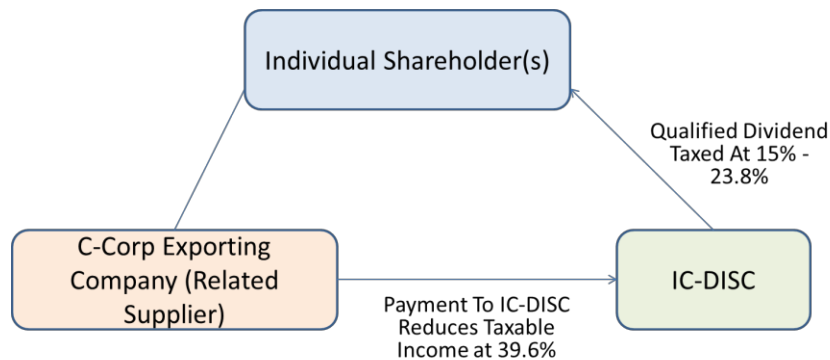 Individual Shareholder(s)
Qualified Dividend
Taxed At 15% -
23.8%
C-Corp Exporting
Company (Related
Supplier)
IC-DISC
Payment To IC-DISC
Reduces Taxable
Income at 39.6%